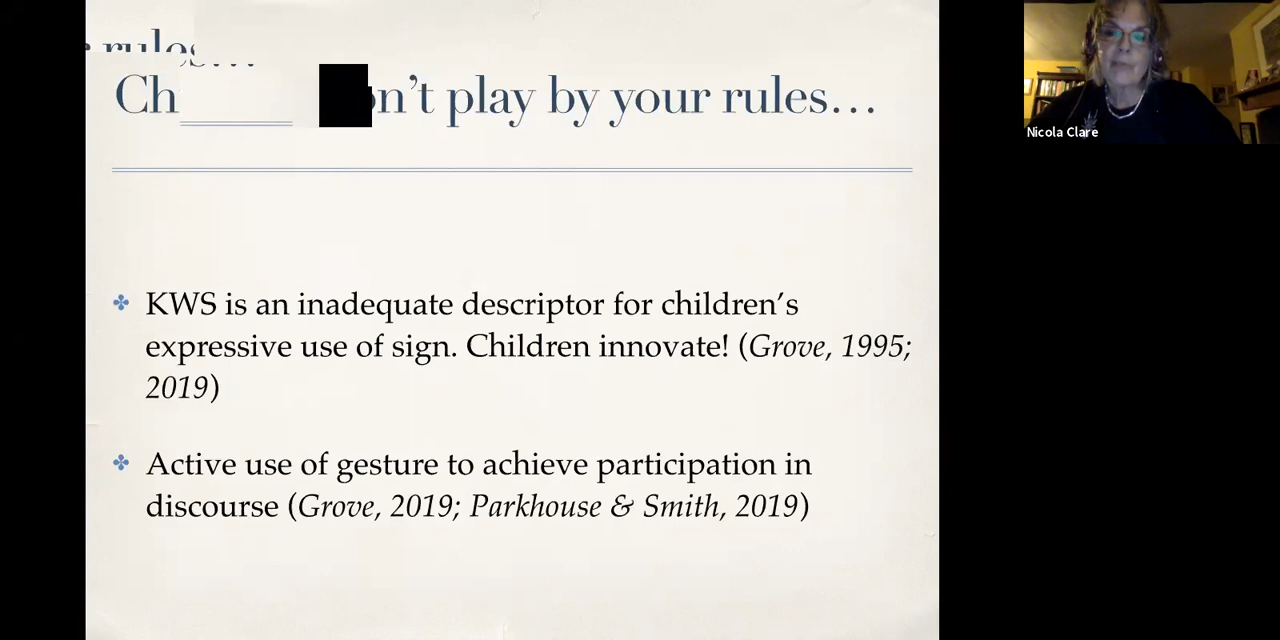 play by your rules…
Nicola Clare
KWS is an inadequate descriptor for children’s
expressive use of sign. Children innovate! (Grove, 1995;
2019)
Active use of gesture to achieve participation in
discourse (Grove, 2019; Parkhouse & Smith, 2019)